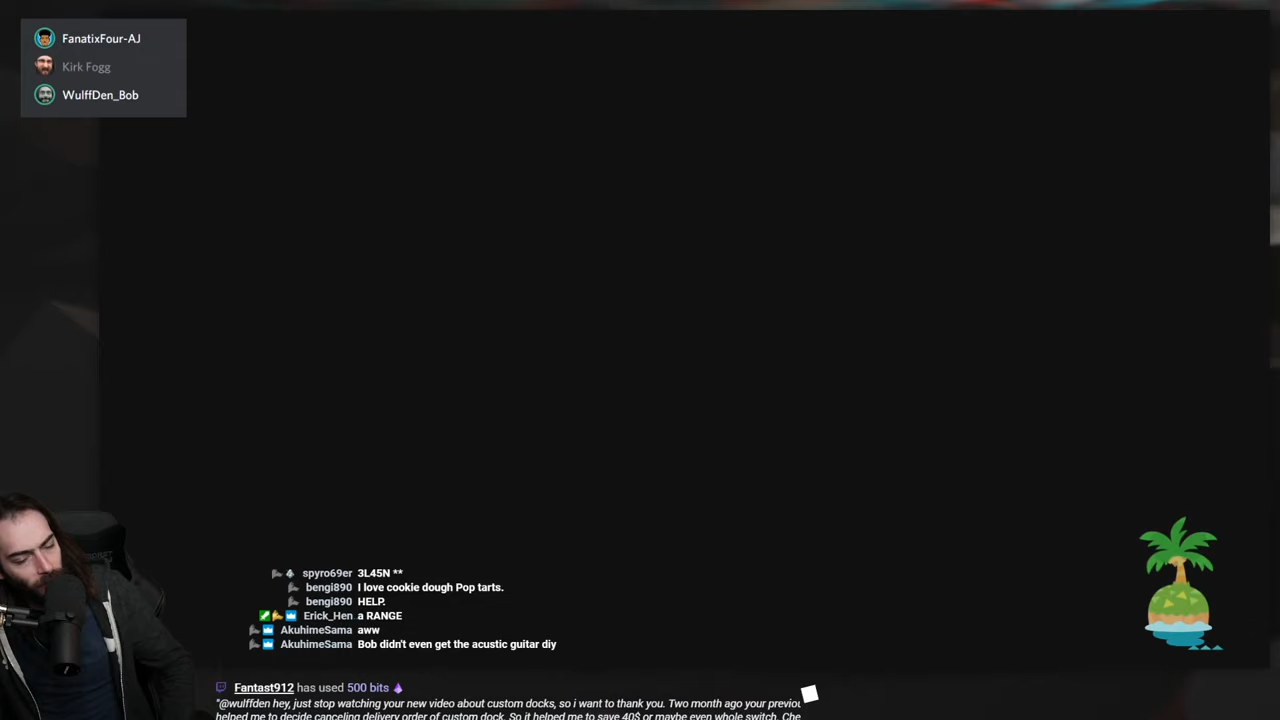 FanatixFour-AJ
Kirk Fogg
WulffDen_Bob
spyro69er 3L45N **
bengi890 I love cookie dough Pop tarts.
bengi890 HELP.
Erick_Hen a RANGE
AkuhimeSama aww
AkuhimeSama Bob didn't even get the acustic guitar diy
Fantast912 has used 500 bits
"@wulffden hey, just stop watching your new video about custom docks, so i want to thank you. Two month ago your previou
helped me to decide canceling delivery order of custom dock. So it helped me to save 40$ or maybe even whole switch. Che